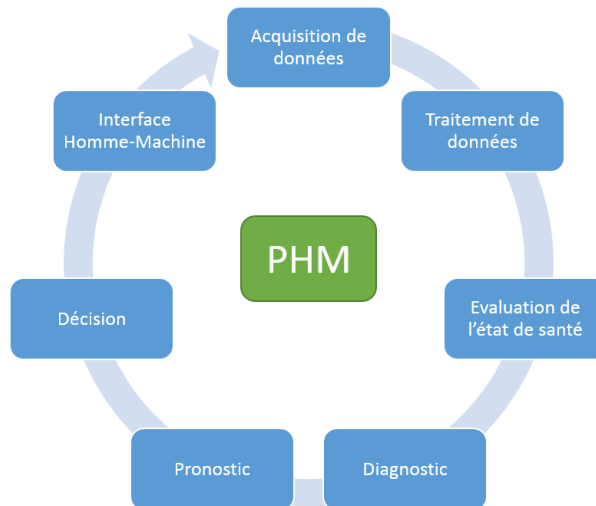 Acquisition de
données
Traitement de
données
Evaluation de
l'état de santé
Diagnostic
Pronostic
Décision
Interface
Homme-Machine
PHM